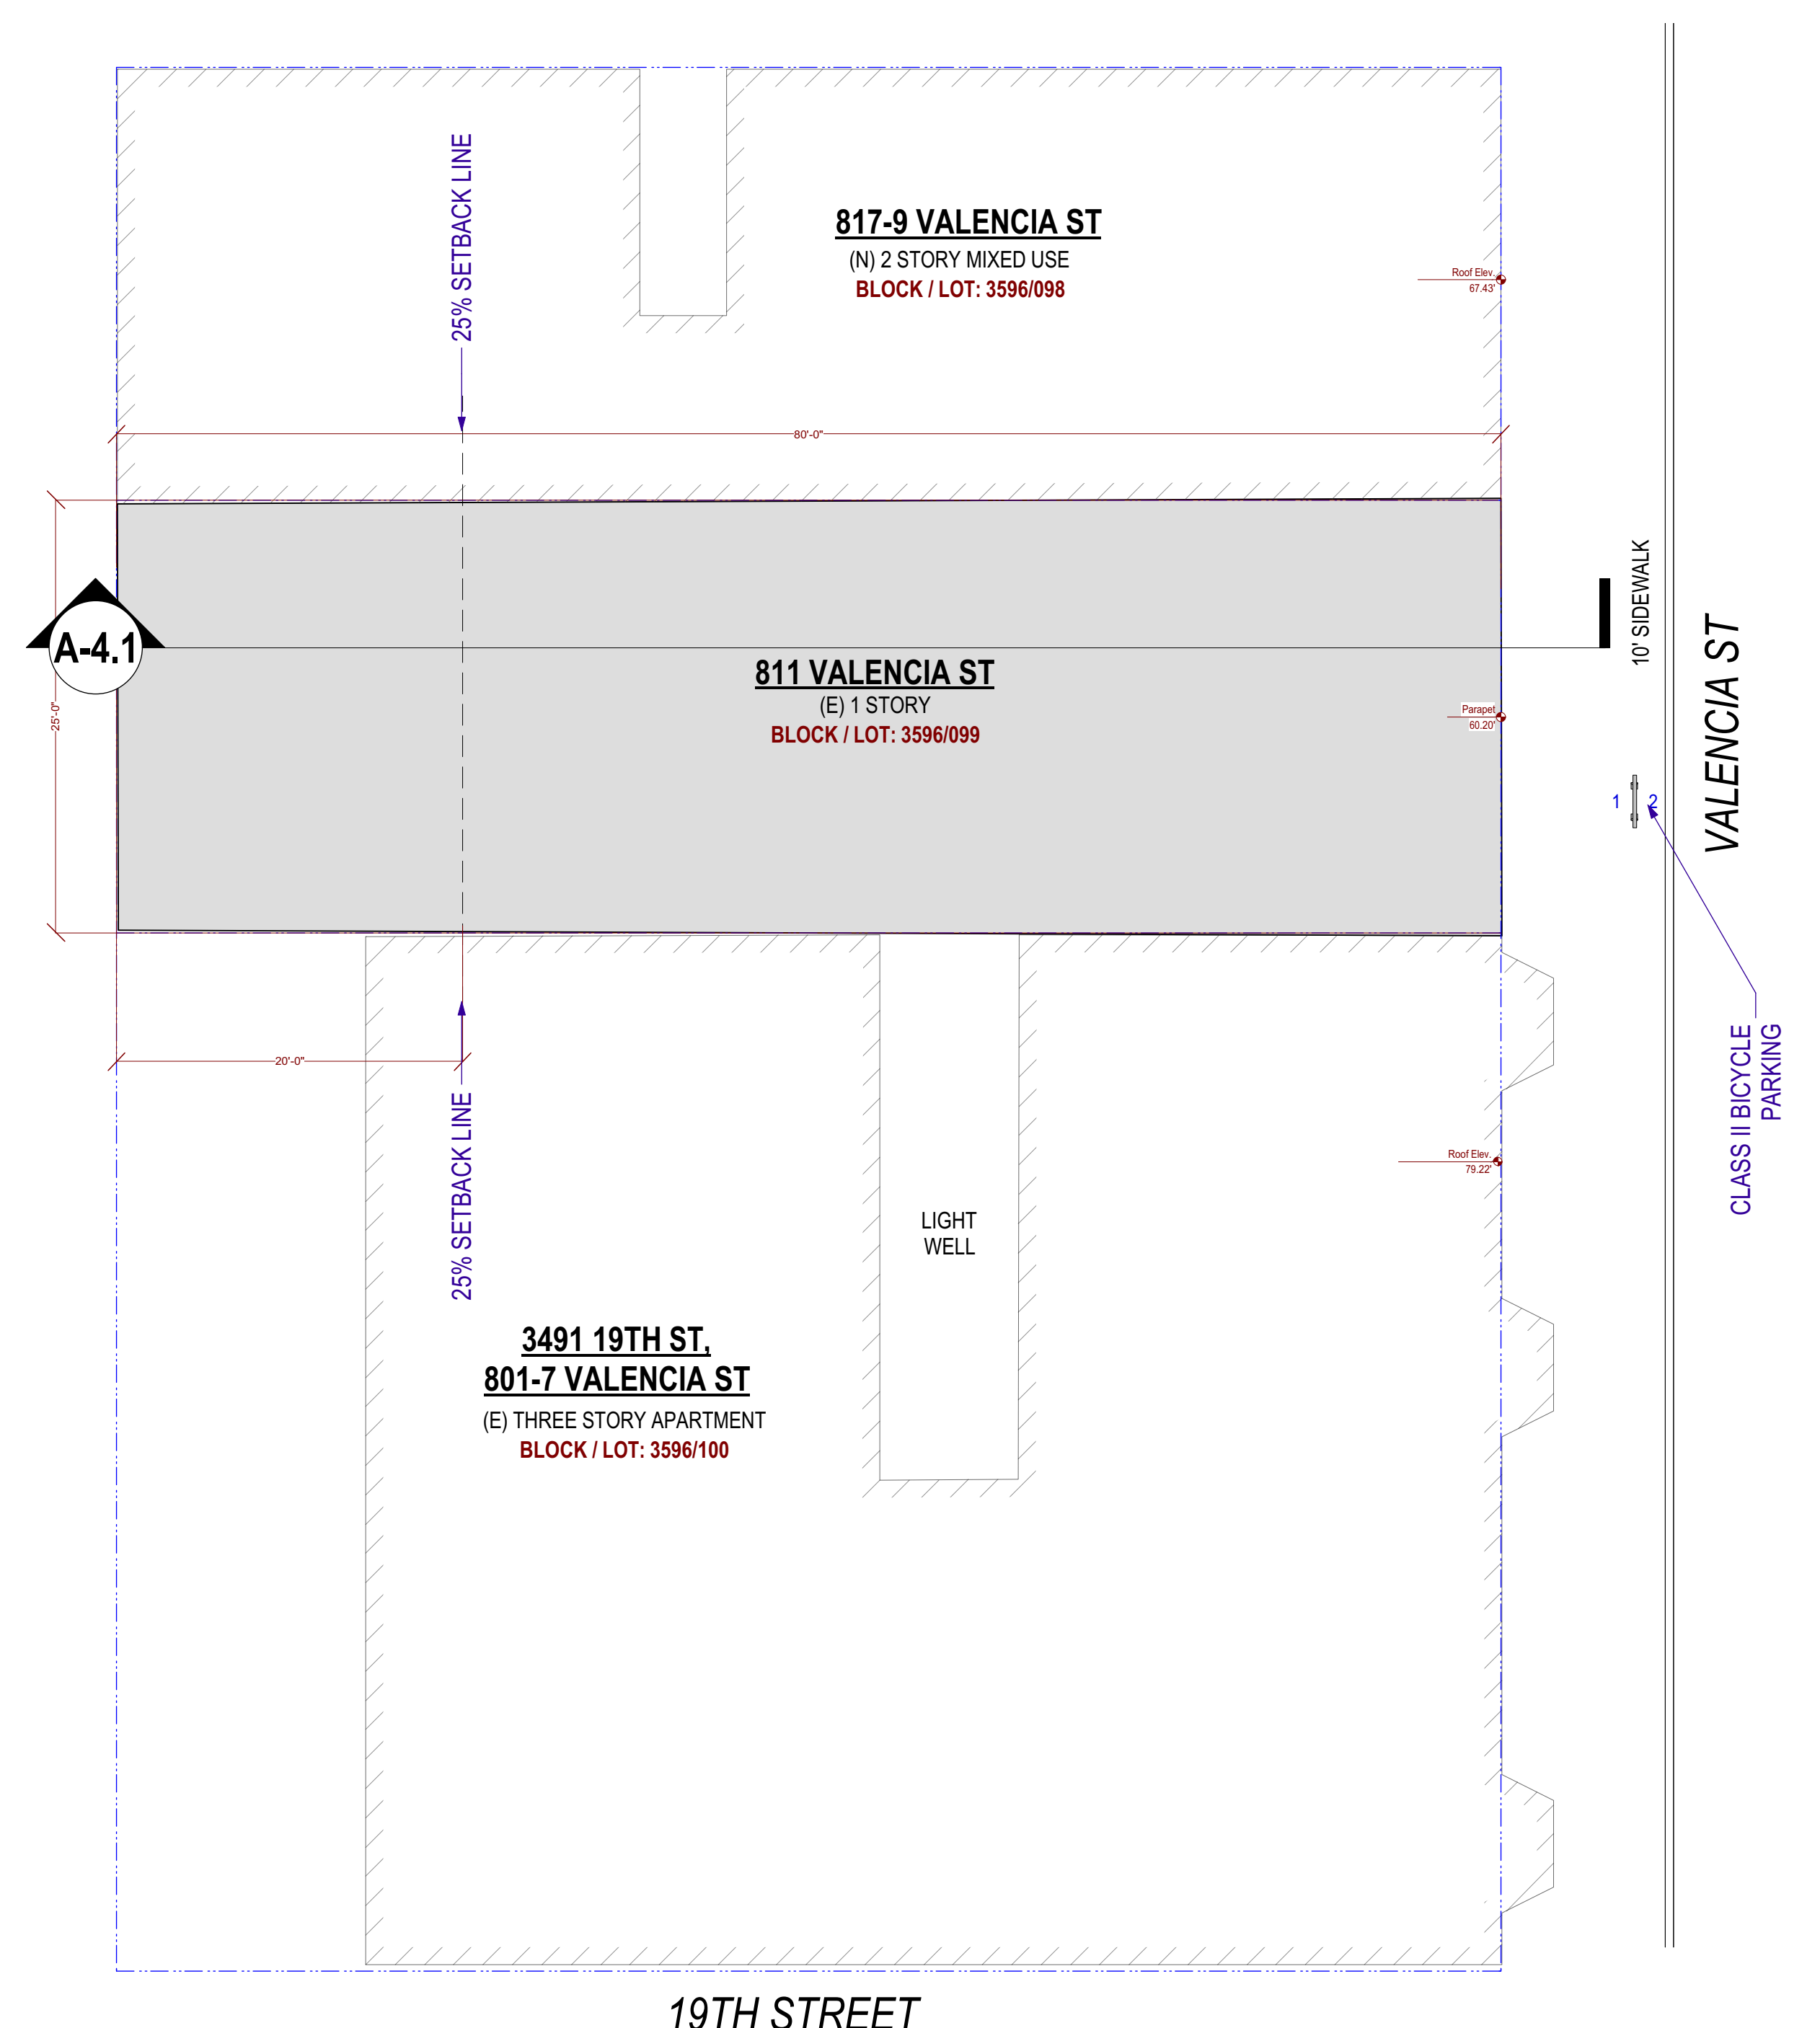 25% SETBACK LINE
817-9 VALENCIA ST
(N) 2 STORY MIXED USE
BLOCK / LOT: 3596/098
Roof Elev.
67.43'
80'-0"
10' SIDEWALK
VALENCIA ST
A-4.1
25'-0"
811 VALENCIA ST
(E) 1 STORY
BLOCK / LOT: 3596/099
Parapet
60.20'
1 2
CLASS II BICYCLE
PARKING
20'-0"
25% SETBACK LINE
Roof Elev.
79.22'
LIGHT
WELL
3491 19TH ST,
801-7 VALENCIA ST
(E) THREE STORY APARTMENT
BLOCK / LOT: 3596/100
19TH STREET